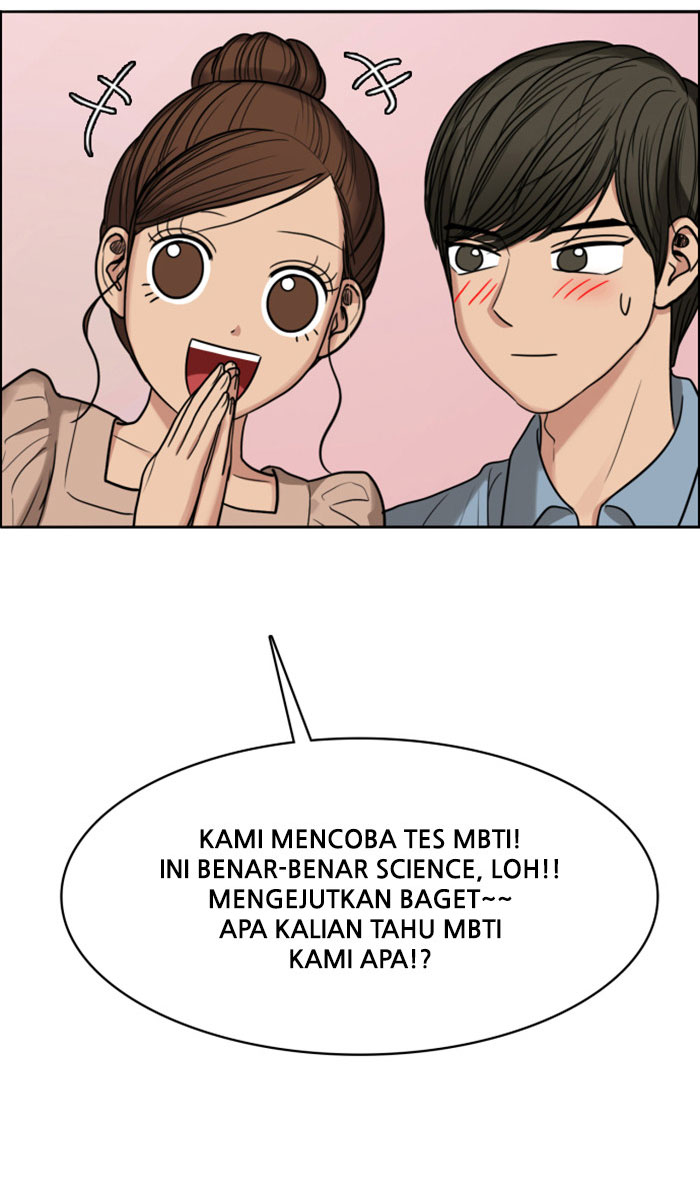 KAMI MENCOBA TES MBTI!
INI BENAR-BENAR SCIENCE, LOH!!
MENGEJUTKAN BAGET~~
APA KALIAN TAHU MBTI
KAMI APA!?